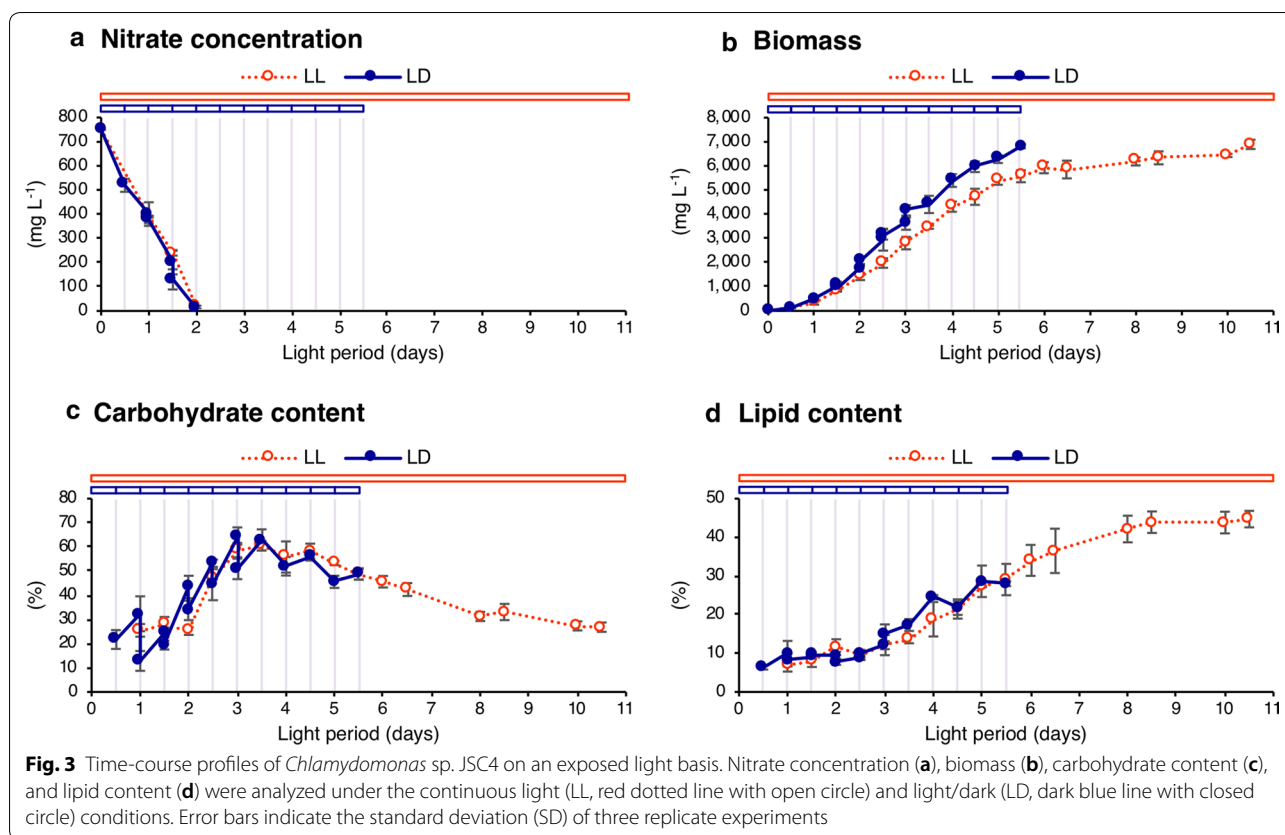 a Nitrate concentration
LL LD
800
700
600
500
400
300
200
100
0
(mg L⁻¹)
0 1 2 3 4 5 6 7 8 9 10 11
Light period (days)
b Biomass
LL LD
8,000
7,000
6,000
5,000
4,000
3,000
2,000
1,000
0
(mg L⁻¹)
0 1 2 3 4 5 6 7 8 9 10 11
Light period (days)
c Carbohydrate content
LL LD
80
70
60
50
40
30
20
10
0
(%)
0 1 2 3 4 5 6 7 8 9 10 11
Light period (days)
d Lipid content
LL LD
50
40
30
20
10
0
(%)
0 1 2 3 4 5 6 7 8 9 10 11
Light period (days)
Fig. 3 Time-course profiles of Chlamydomonas sp. JSC4 on an exposed light basis. Nitrate concentration (a), biomass (b), carbohydrate content (c),
and lipid content (d) were analyzed under the continuous light (LL, red dotted line with open circle) and light/dark (LD, dark blue line with closed
circle) conditions. Error bars indicate the standard deviation (SD) of three replicate experiments